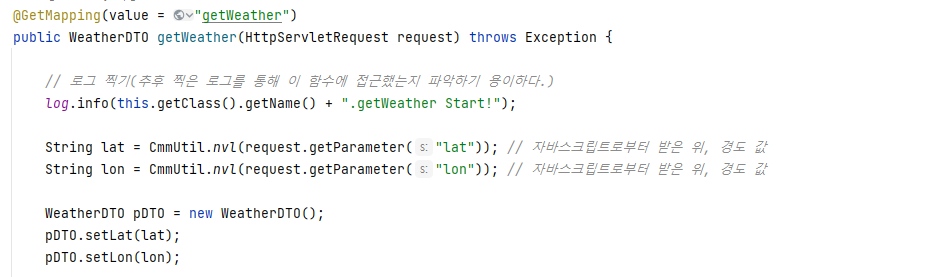 @GetMapping(value = "getWeather")
public WeatherDTO getWeather(HttpServletRequest request) throws Exception {
// 로그 찍기(추후 찍은 로그를 통해 이 함수에 접근했는지 파악하기 용이하다.)
log.info(this.getClass().getName() + ".getWeather Start!");
String lat = CmmUtil.nvl(request.getParameter( s: "lat")); // 자바스크립트로부터 받은 위, 경도 값
String lon = CmmUtil.nvl(request.getParameter( s: "lon")); // 자바스크립트로부터 받은 위, 경도 값
WeatherDTO pDTO = new WeatherDTO();
pDTO.setLat(lat);
pDTO.setLon(lon);